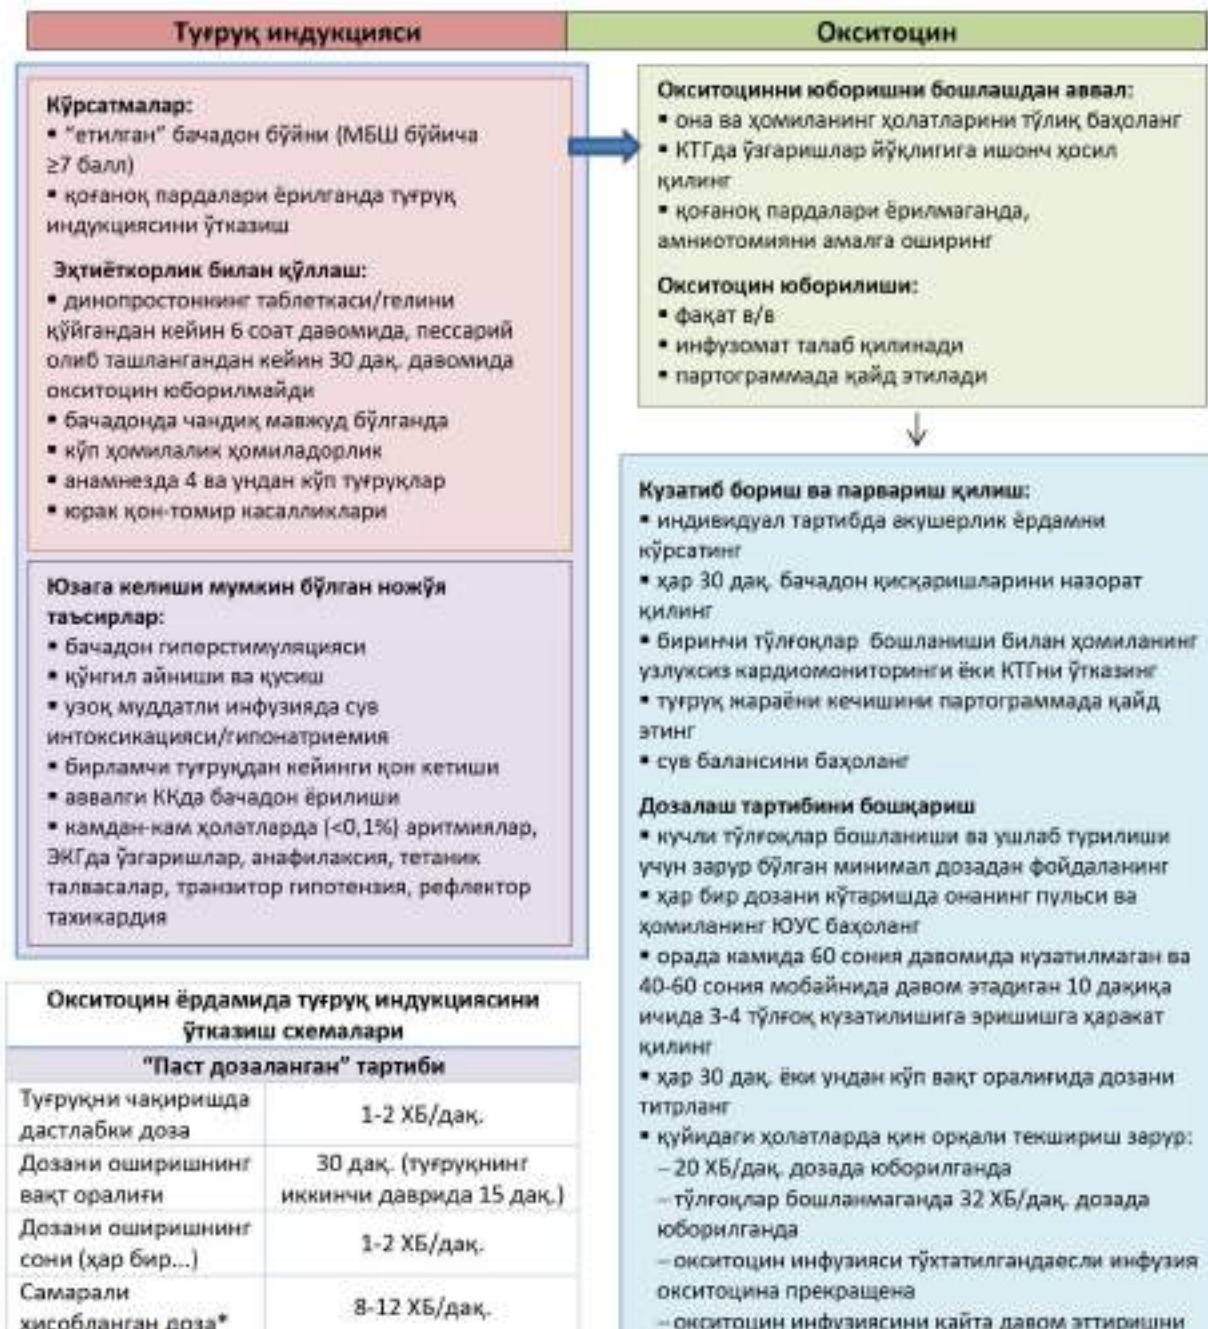 Туғруқ индукцияси
Окситоцин
Кўрсатмалар:
▪ "етилган" бачадон бўйни (МБШ бўйича
≥7 балл)
▪ қоғаноқ пардалари ёрилганда туғруқ
индукциясини ўтказиш
Эҳтиёткорлик билан қўллаш:
▪ динопростоннинг таблеткаси/гелини
қўйгандан кейин 6 соат давомида, пессарий
олиб ташлангандан кейин 30 дақ. давомида
окситоцин юборилмайди
▪ бачадонда чандиқ мавжуд бўлганда
▪ кўп ҳомилалик ҳомиладорлик
▪ анамнезда 4 ва ундан кўп туғруқлар
▪ юрак қон-томир касалликлари
Юзага келиши мумкин бўлган ножўя
таъсирлар:
▪ бачадон гиперстимуляцияси
▪ кўнгил айниши ва қусиш
▪ узоқ муддатли инфузияда сув
интоксикацияси/гипонатриемия
▪ бирламчи туғруқдан кейинги қон кетиши
▪ аввалги ККда бачадон ёрилиши
▪ камдан-кам ҳолатларда (<0,1%) аритмиялар,
ЭКГда ўзгаришлар, анафилаксия, тетаник
талвасалар, транзитор гипотензия, рефлектор
тахикардия
Окситоцин ёрдамида туғруқ индукциясини
ўтказиш схемалари
"Паст дозаланган" тартиби
Туғруқни чақиришда
дастлабки доза
1-2 ХБ/дақ.
Дозани оширишнинг
вақт оралиғи
30 дақ. (туғруқнинг
иккинчи даврида 15 дақ.)
Дозани оширишнинг
сони (ҳар бир...)
1-2 ХБ/дақ.
Самарали
ҳисобланган доза*
8-12 ХБ/дақ.
Окситоцинни юборишни бошлашдан аввал:
▪ она ва ҳомиланинг ҳолатларини тўлиқ баҳоланг
▪ КТГда ўзгаришлар йўқлигига ишонч ҳосил
қилинг
▪ қоғаноқ пардалари ёрилмаганда,
амниотомияни амалга оширинг
Окситоцин юборилиши:
▪ фақат в/в
▪ инфузомат талаб қилинади
▪ партограммада қайд этилади
Кузатиб бориш ва парвариш қилиш:
▪ индивидуал тартибда акушерлик ёрдамни
кўрсатинг
▪ ҳар 30 дақ. бачадон қисқаришларини назорат
қилинг
▪ биринчи тўлғоқлар бошланиши билан ҳомиланинг
узлуксиз кардиомониторинги ёки КТГни ўтказинг
▪ туғруқ жараёни кечишини партограммада қайд
этинг
▪ сув балансини баҳоланг
Дозалаш тартибини бошқариш
▪ кучли тўлғоқлар бошланиши ва ушлаб турилиши
учун зарур бўлган минимал дозадан фойдаланинг
▪ ҳар бир дозани кўтаришда онанинг пульси ва
ҳомиланинг ЮУС баҳоланг
▪ орада камида 60 сония давомида кузатилмаган ва
40-60 сония мобайнида давом этадиган 10 дақиқа
ичида 3-4 тўлғоқ кузатилишига эришишга ҳаракат
қилинг
▪ ҳар 30 дақ. ёки ундан кўп вақт оралиғида дозани
титрланг
▪ қуйидаги ҳолатларда қин орқали текшириш зарур:
– 20 ХБ/дақ. дозада юборилганда
– тўлғоқлар бошланмаганда 32 ХБ/дақ. дозада
юборилганда
– окситоцин инфузияси тўхтатилгандаесли инфузия
окситоцина прекращена
– окситоцин инфузиясини қайта давом эттиришни